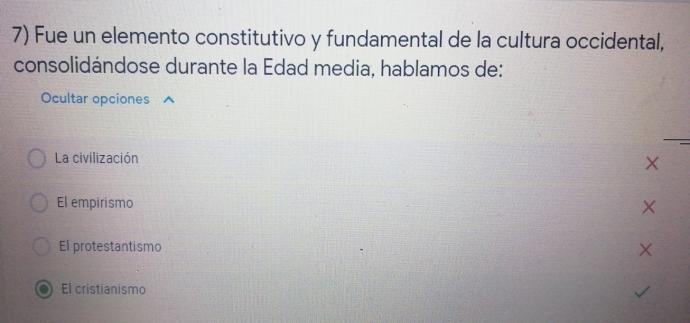 7) Fue un elemento constitutivo y fundamental de la cultura occidental,
consolidándose durante la Edad media, hablamos de:
Ocultar opciones
La civilización
El empirismo
El protestantismo
El cristianismo